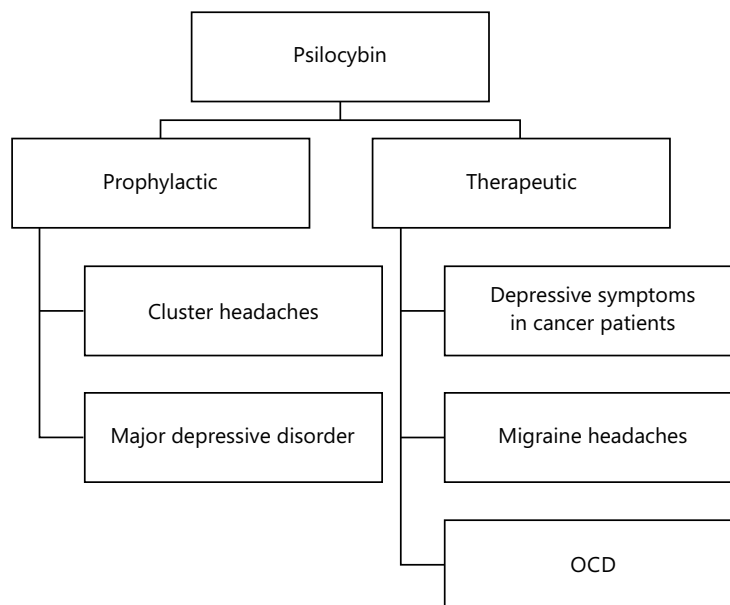 Psilocybin
Prophylactic
Therapeutic
Cluster headaches
Depressive symptoms
in cancer patients
Major depressive disorder
Migraine headaches
OCD